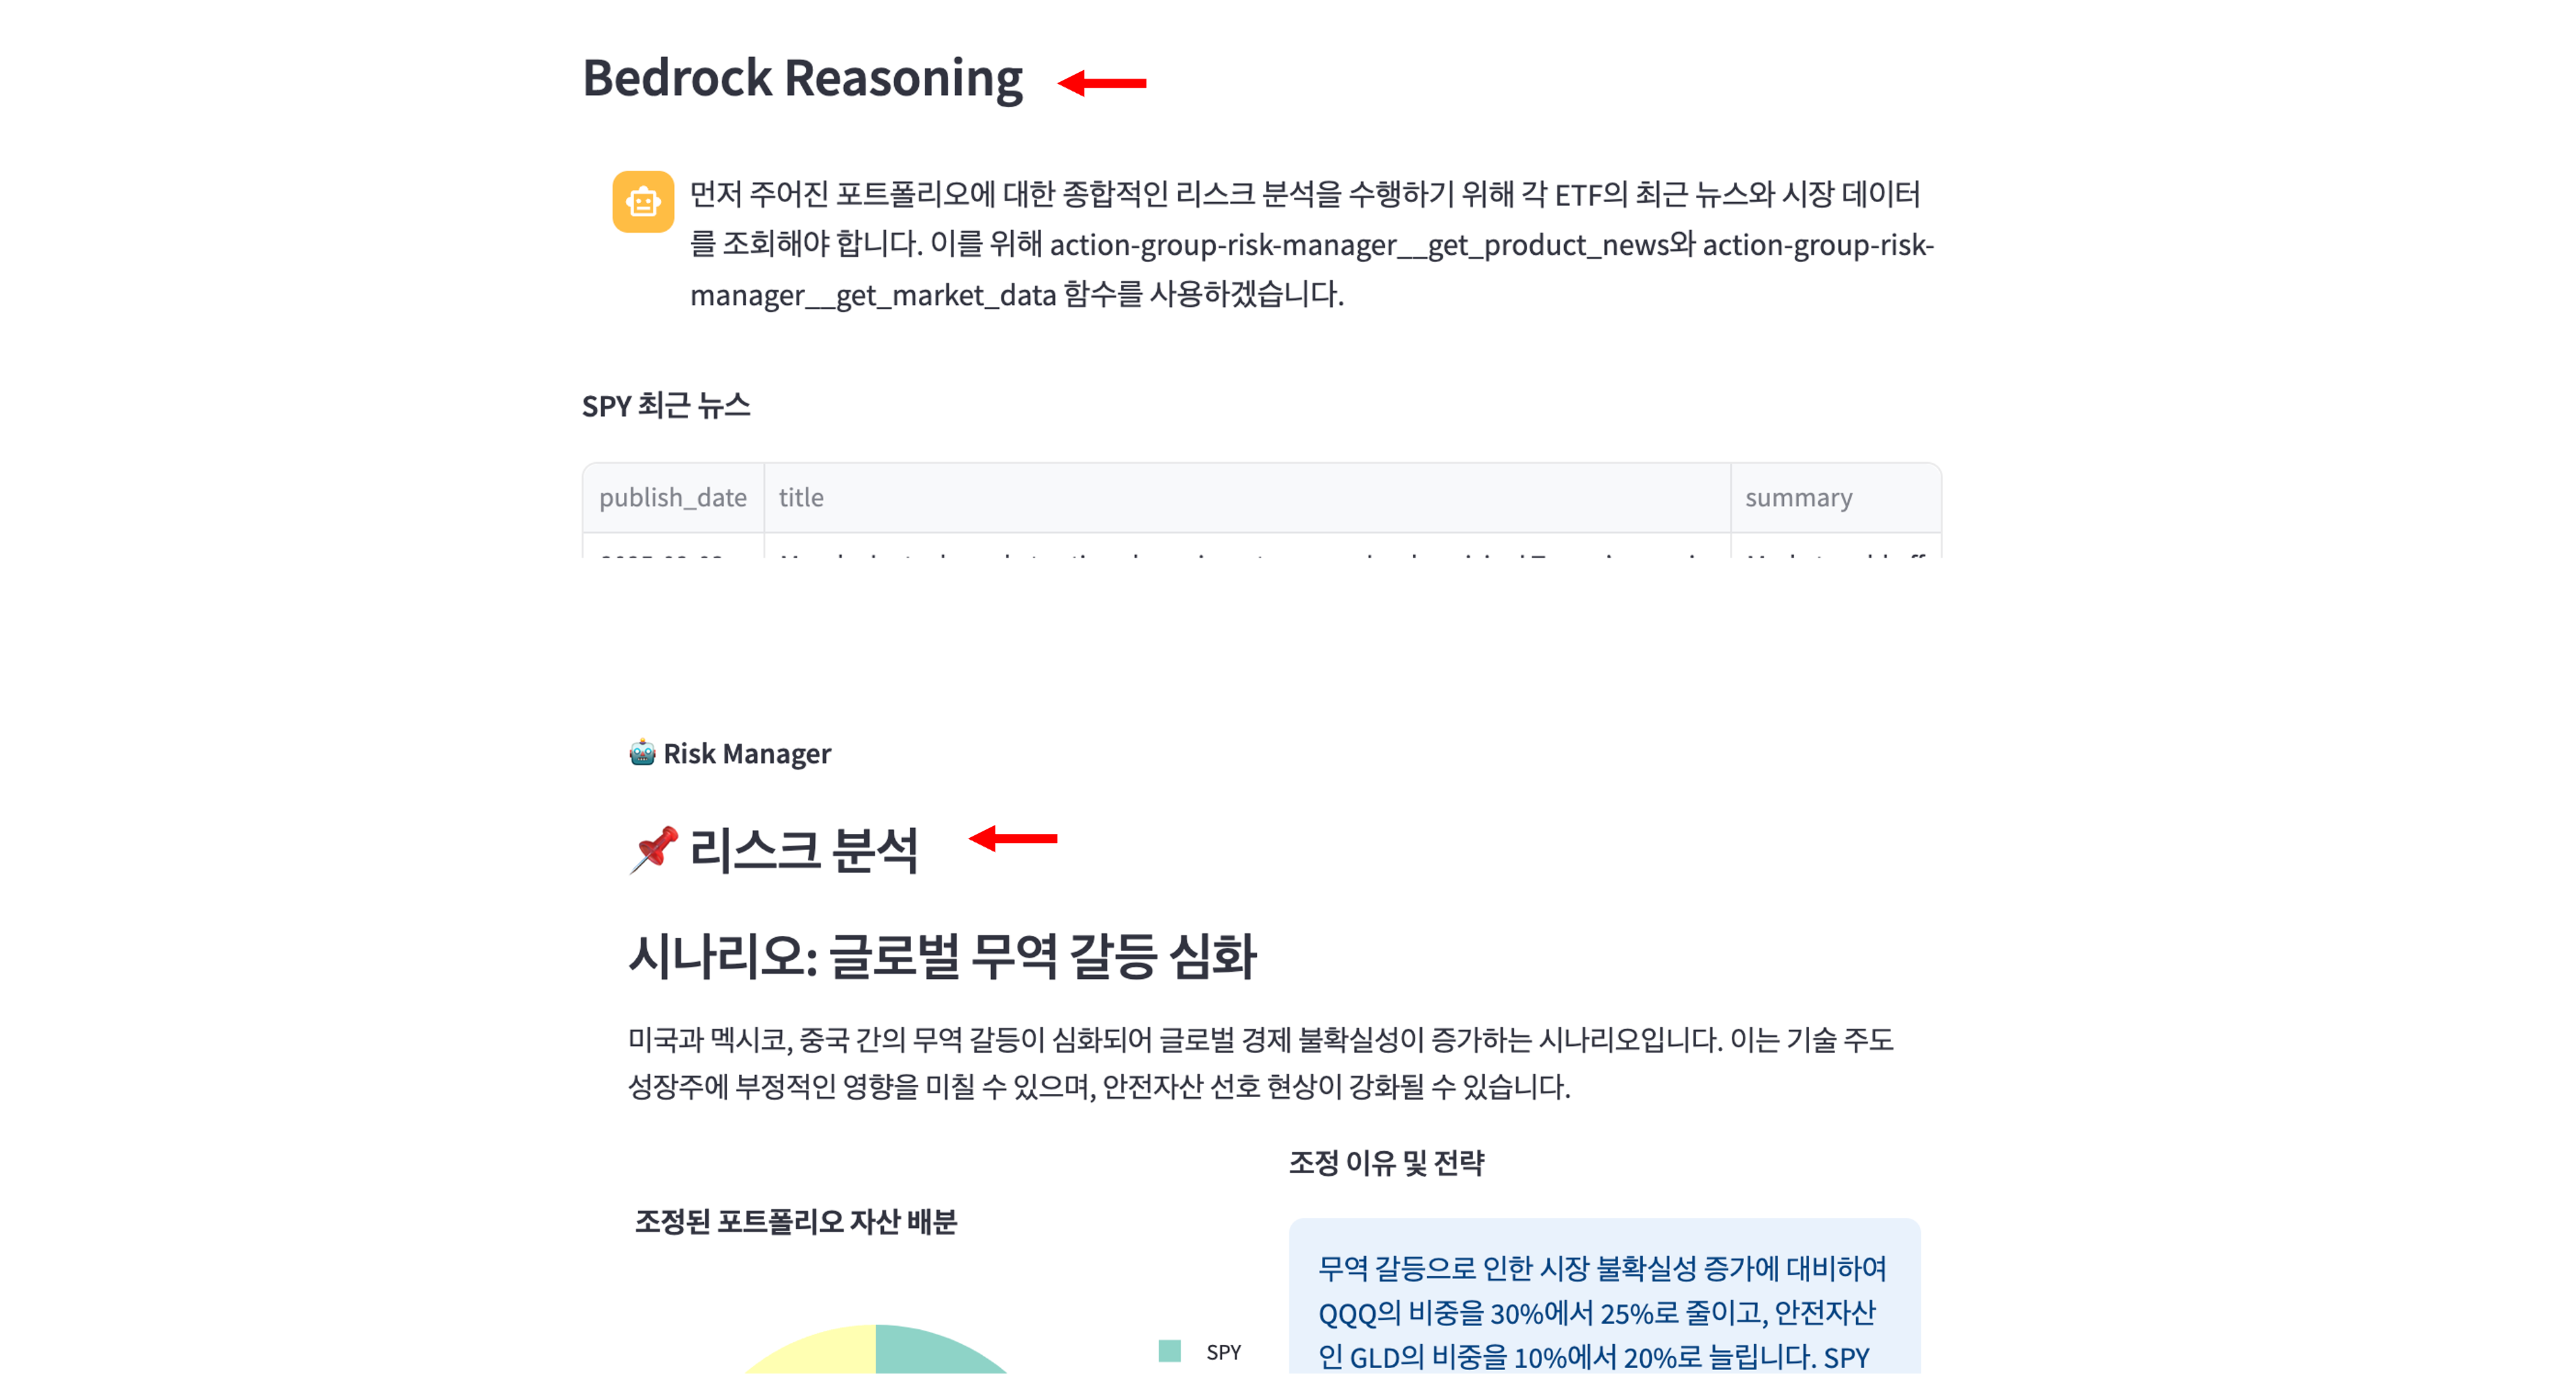 Bedrock Reasoning
먼저 주어진 포트폴리오에 대한 종합적인 리스크 분석을 수행하기 위해 각 ETF의 최근 뉴스와 시장 데이터
를 조회해야 합니다. 이를 위해 action-group-risk-manager__get_product_news와 action-group-risk-
manager__get_market_data 함수를 사용하겠습니다.
SPY 최근 뉴스
publish_date title summary
Risk Manager
리스크 분석
시나리오: 글로벌 무역 갈등 심화
미국과 멕시코, 중국 간의 무역 갈등이 심화되어 글로벌 경제 불확실성이 증가하는 시나리오입니다. 이는 기술 주도
성장주에 부정적인 영향을 미칠 수 있으며, 안전자산 선호 현상이 강화될 수 있습니다.
조정된 포트폴리오 자산 배분
SPY
조정 이유 및 전략
무역 갈등으로 인한 시장 불확실성 증가에 대비하여
QQQ의 비중을 30%에서 25%로 줄이고, 안전자산
인 GLD의 비중을 10%에서 20%로 늘립니다. SPY